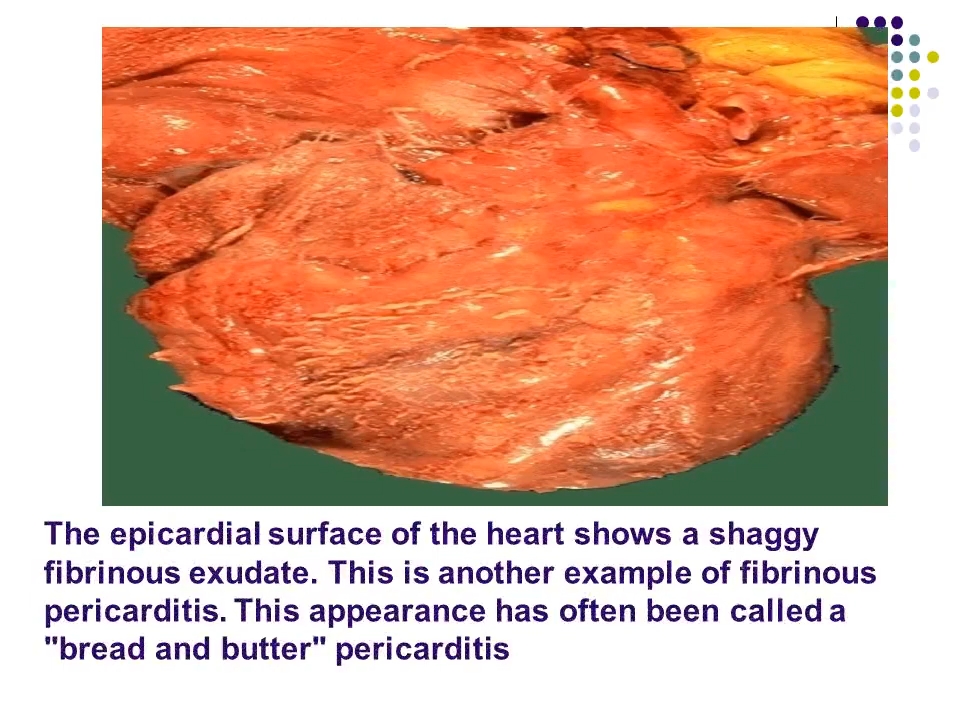 The epicardial surface of the heart shows a shaggy
fibrinous exudate. This is another example of fibrinous
pericarditis. This appearance has often been called a
"bread and butter" pericarditis